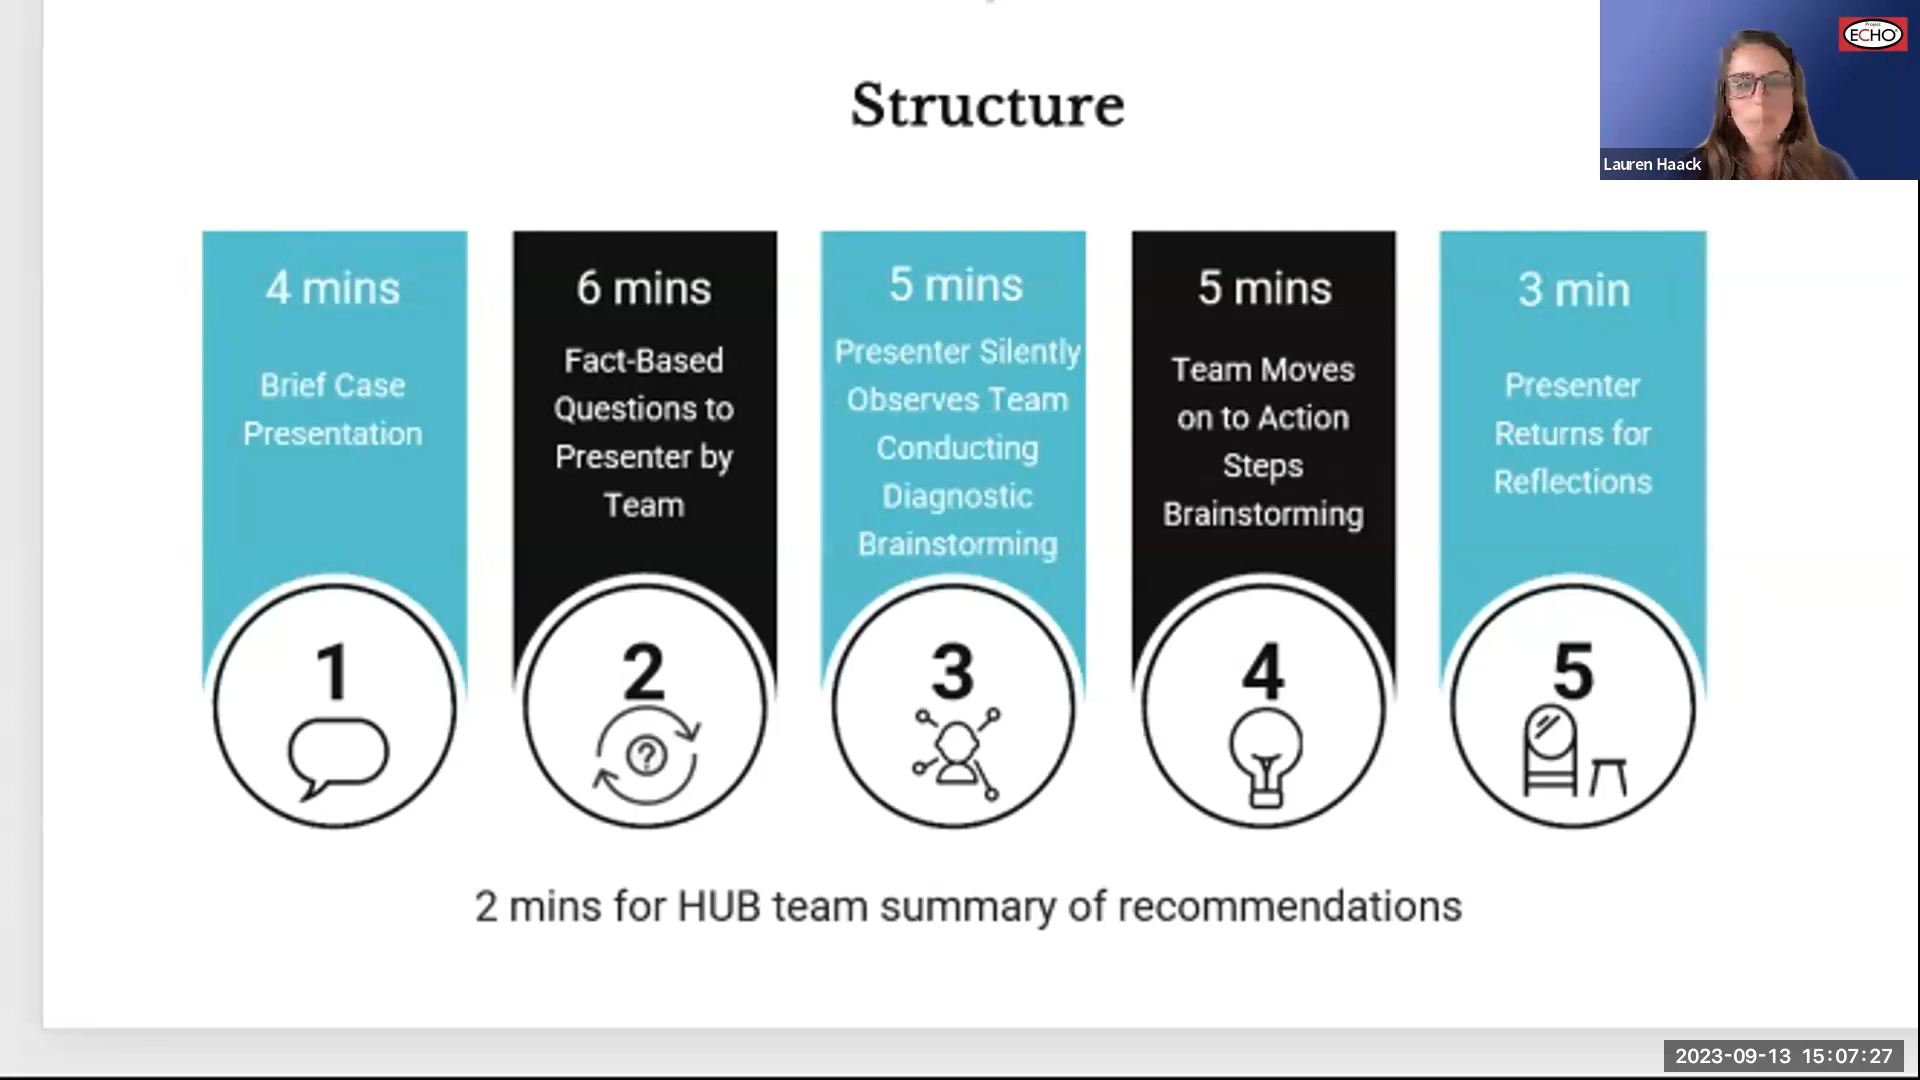 Structure
Project
ECHO
Lauren Haack
4 mins
Brief Case
Presentation
1
6 mins
Fact-Based
Questions to
Presenter by
Team
2
?
5 mins
Presenter Silently
Observes Team
Conducting
Diagnostic
Brainstorming
3
5 mins
Team Moves
on to Action
Steps
Brainstorming
4
3 min
Presenter
Returns for
Reflections
5
2 mins for HUB team summary of recommendations
2023-09-13 15:07:27